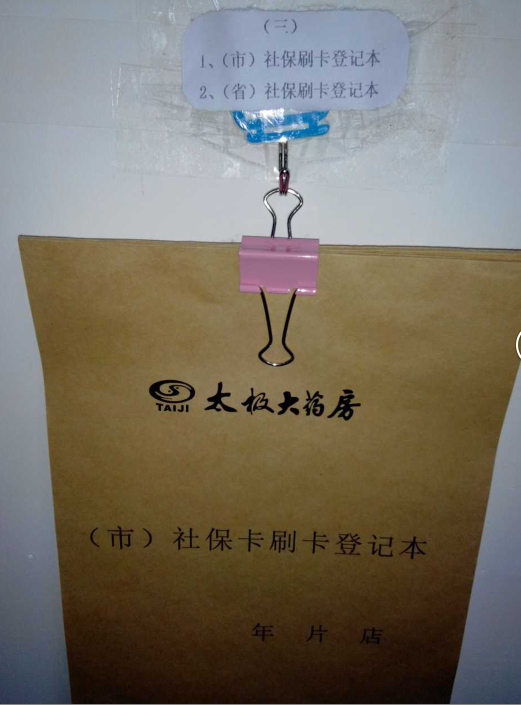 （三）
1、（市）社保刷卡登记本
2、（省）社保刷卡登记本
TAIJI 太极大药房
（市）社保卡刷卡登记本
年 片 店